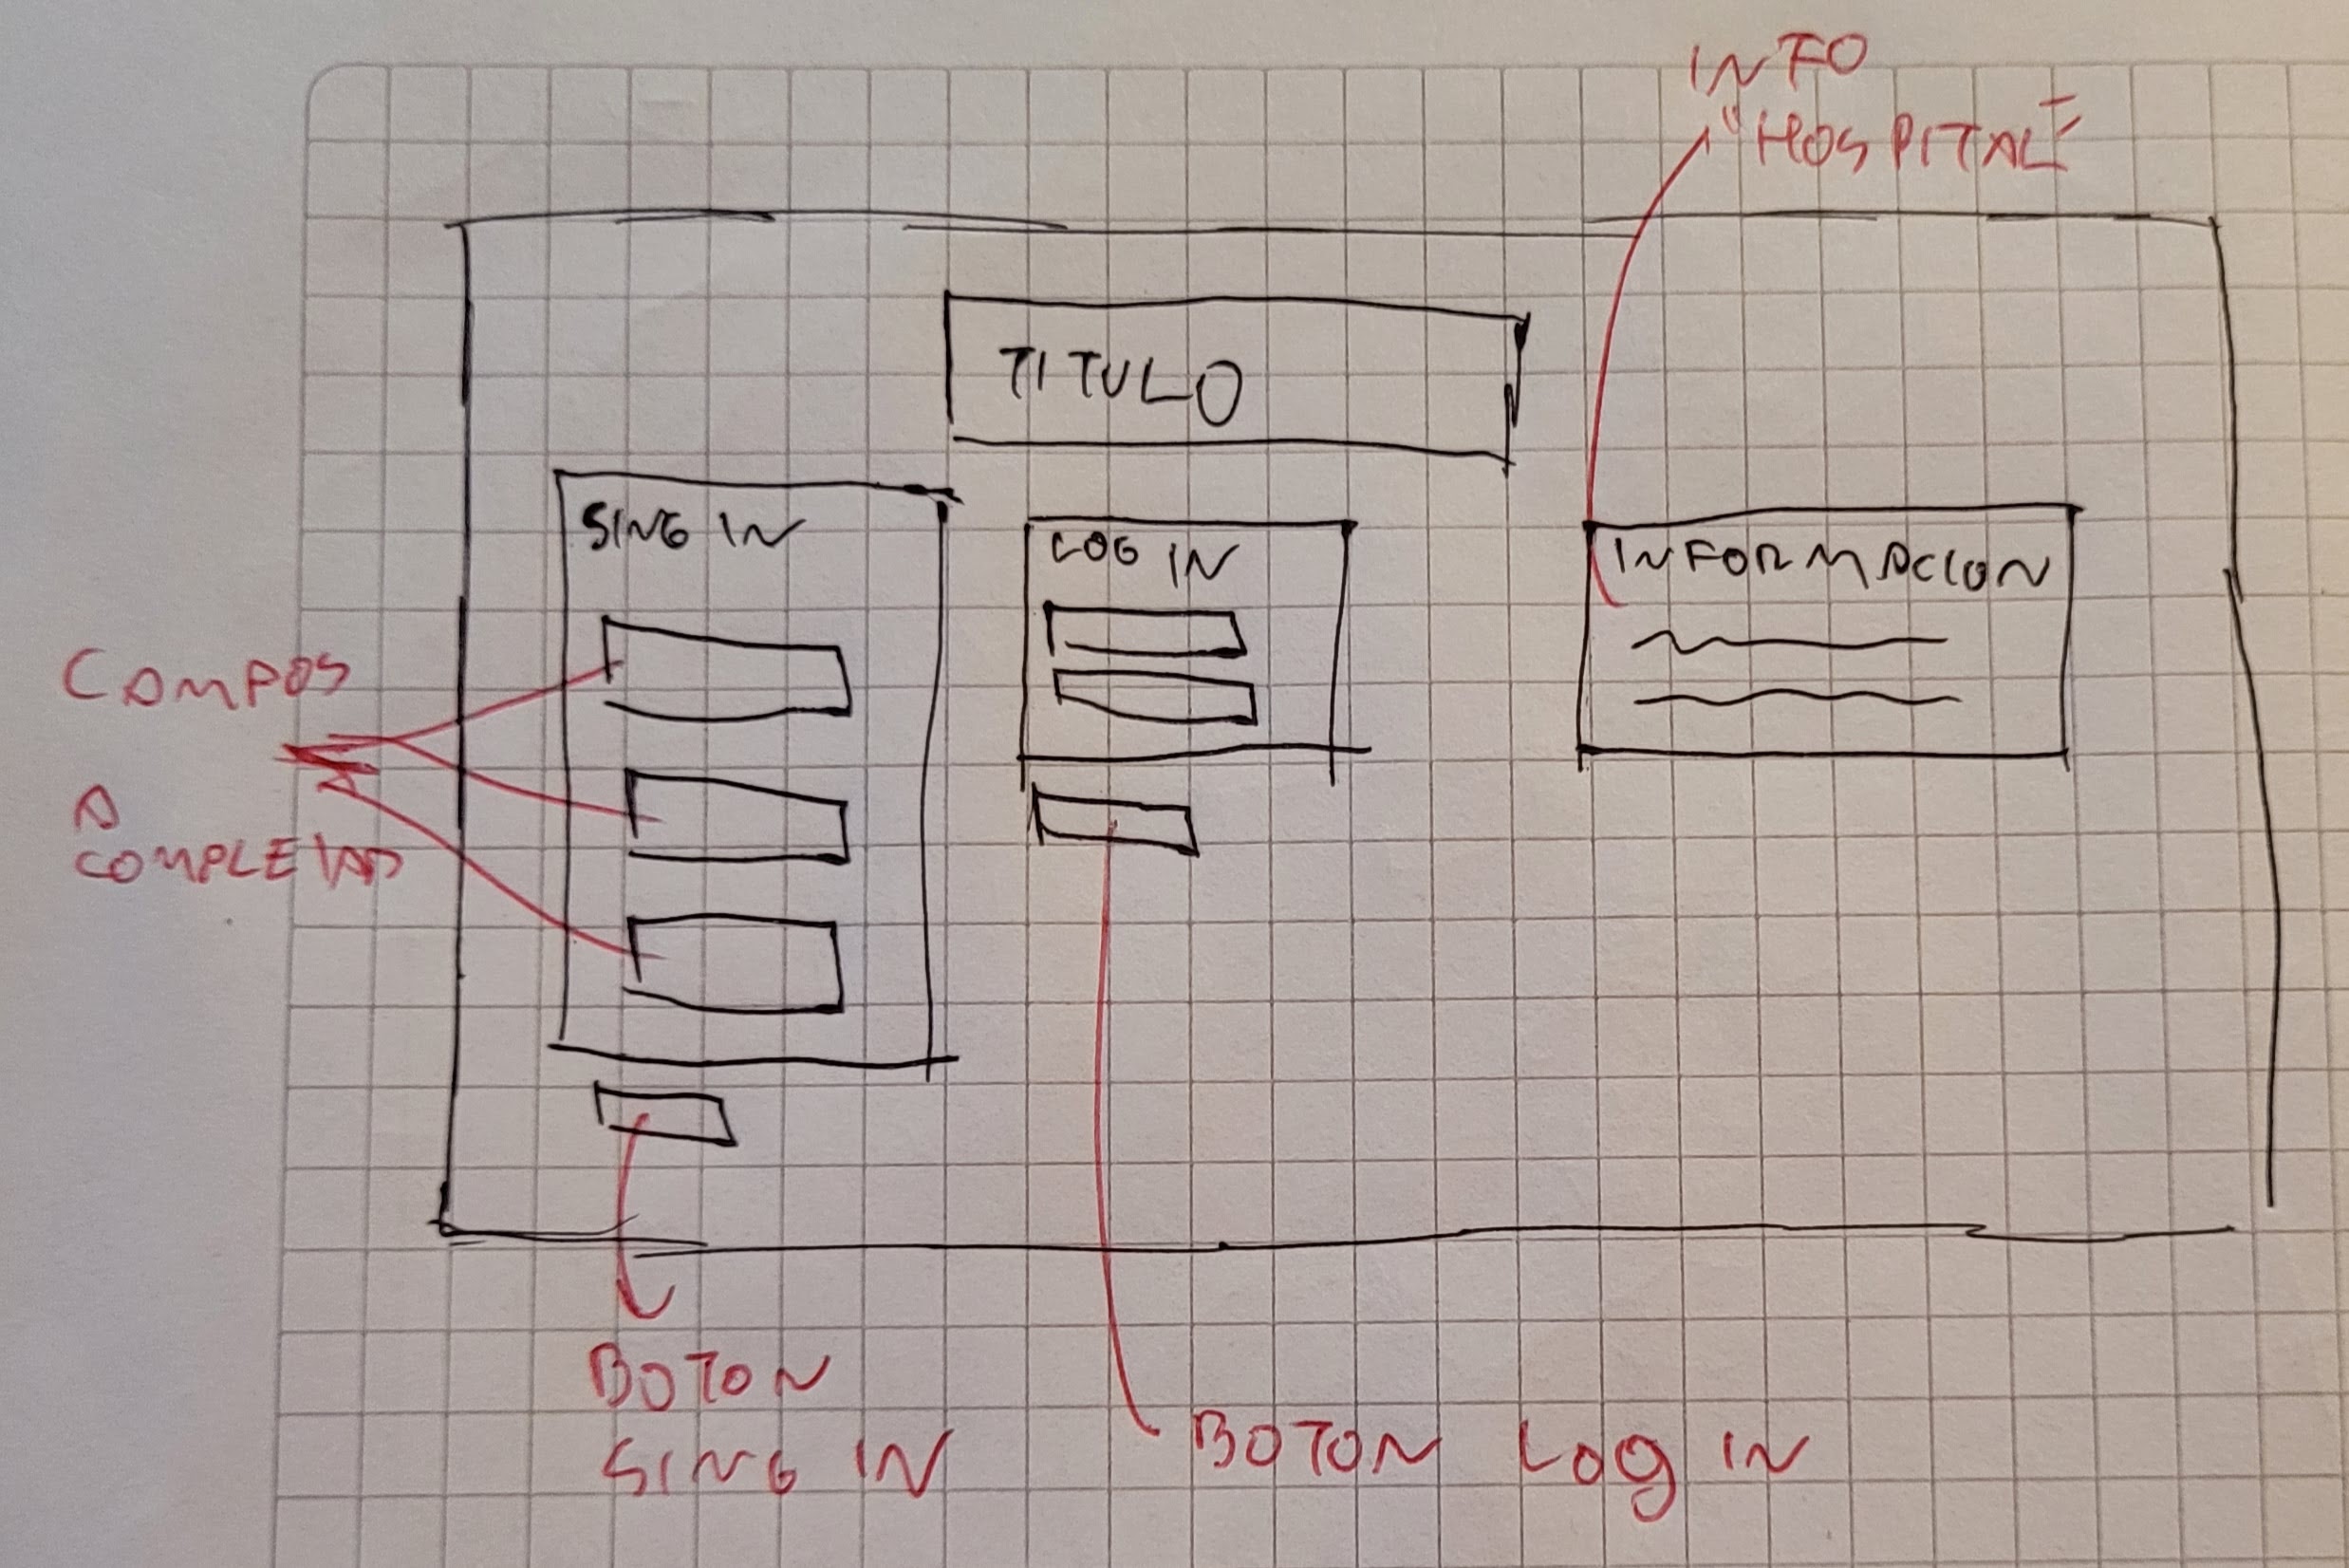 INFO
"HOSPITAL"
TITULO
SING IN
LOG IN
INFORMACION
CAMPOS
A
COMPLETAR
BOTON
SING IN
BOTON LOG IN